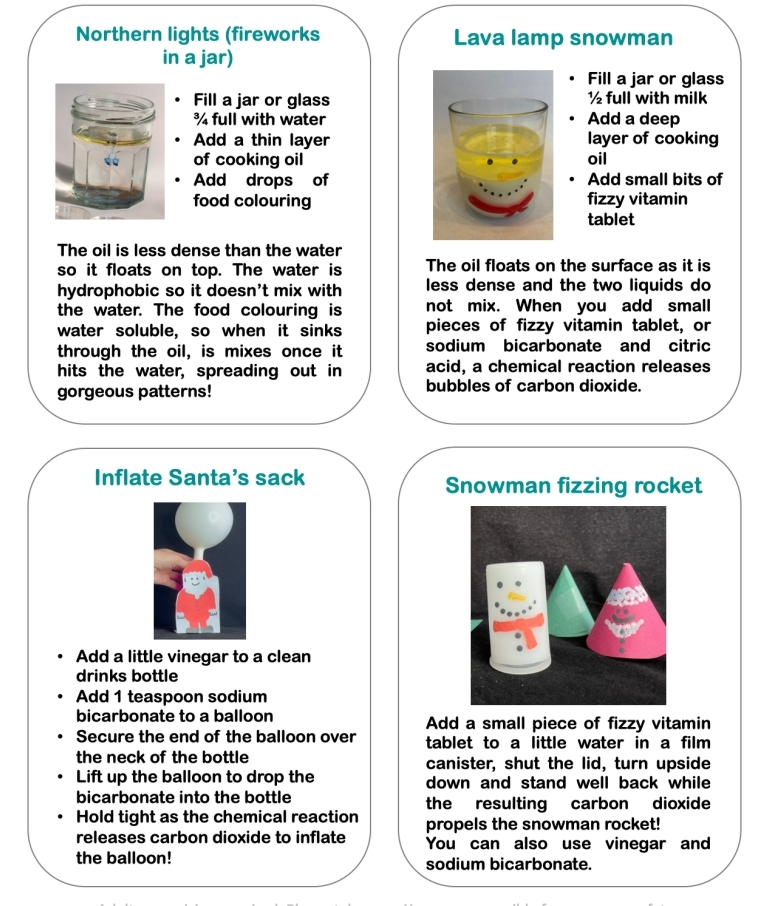 Northern lights (fireworks
in a jar)
• Fill a jar or glass
¾ full with water
• Add a thin layer
of cooking oil
• Add drops of
food colouring
The oil is less dense than the water
so it floats on top. The water is
hydrophobic so it doesn't mix with
the water. The food colouring is
water soluble, so when it sinks
through the oil, is mixes once it
hits the water, spreading out in
gorgeous patterns!
Lava lamp snowman
• Fill a jar or glass
½ full with milk
• Add a deep
layer of cooking
oil
• Add small bits of
fizzy vitamin
tablet
The oil floats on the surface as it is
less dense and the two liquids do
not mix. When you add small
pieces of fizzy vitamin tablet, or
sodium bicarbonate and citric
acid, a chemical reaction releases
bubbles of carbon dioxide.
Inflate Santa's sack
• Add a little vinegar to a clean
drinks bottle
• Add 1 teaspoon sodium
bicarbonate to a balloon
• Secure the end of the balloon over
the neck of the bottle
• Lift up the balloon to drop the
bicarbonate into the bottle
• Hold tight as the chemical reaction
releases carbon dioxide to inflate
the balloon!
Snowman fizzing rocket
Add a small piece of fizzy vitamin
tablet to a little water in a film
canister, shut the lid, turn upside
down and stand well back while
the resulting carbon dioxide
propels the snowman rocket!
You can also use vinegar and
sodium bicarbonate.